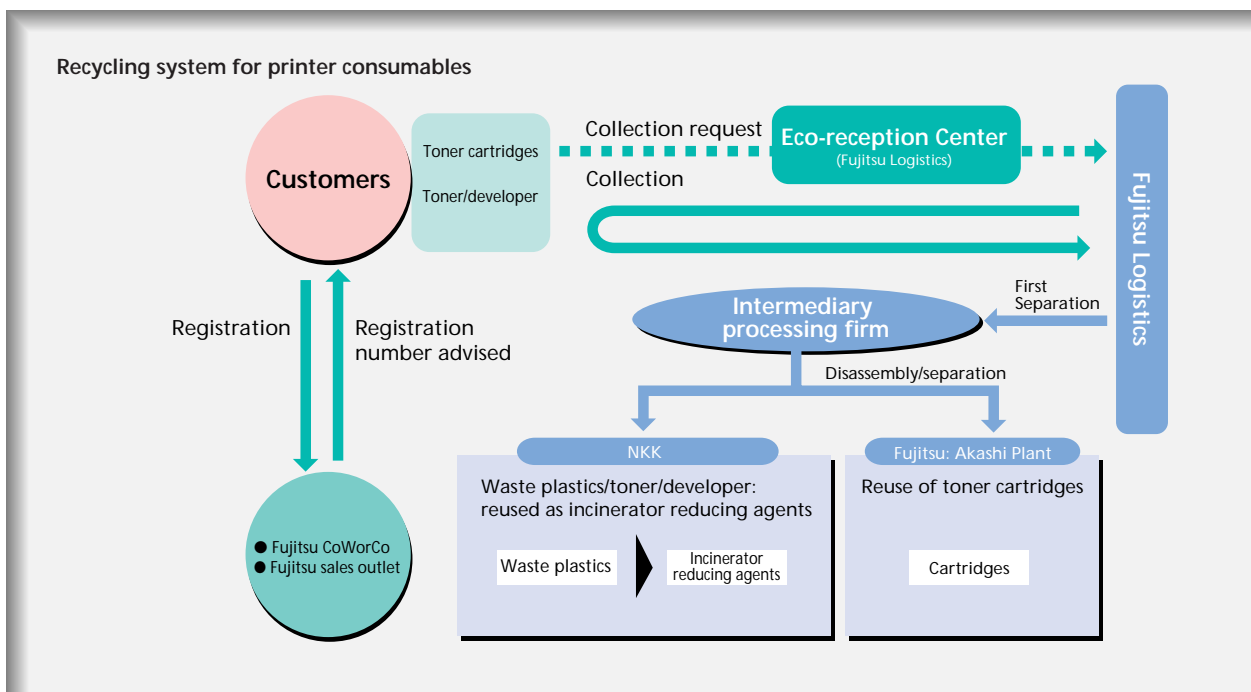 Recycling system for printer consumables
Customers
Toner cartridges
Toner/developer
Collection request
Collection
Eco-reception Center
(Fujitsu Logistics)
Fujitsu Logistics
First
Separation
Intermediary
processing firm
Disassembly/separation
Registration
Registration
number advised
NKK
Waste plastics/toner/developer:
reused as incinerator reducing agents
Waste plastics
Incinerator
reducing agents
Fujitsu: Akashi Plant
Reuse of toner cartridges
Cartridges
● Fujitsu CoWorCo
● Fujitsu sales outlet